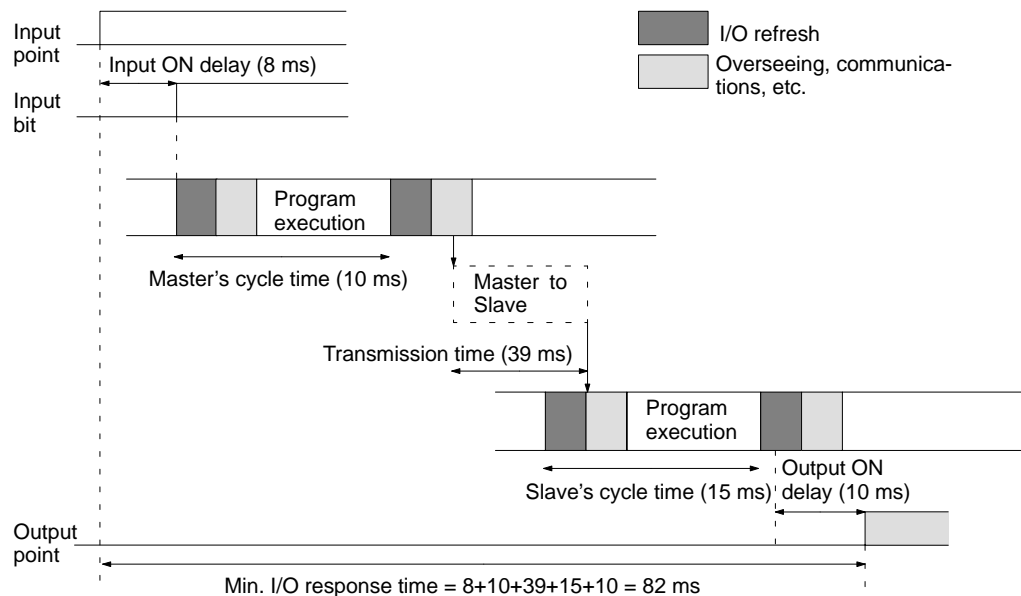 Input
point
I/O refresh
Overseeing, communica-
tions, etc.
Input ON delay (8 ms)
Input
bit
Program
execution
Master's cycle time (10 ms)
Master to
Slave
Transmission time (39 ms)
Program
execution
Slave's cycle time (15 ms)
Output ON
delay (10 ms)
Output
point
Min. I/O response time = 8+10+39+15+10 = 82 ms